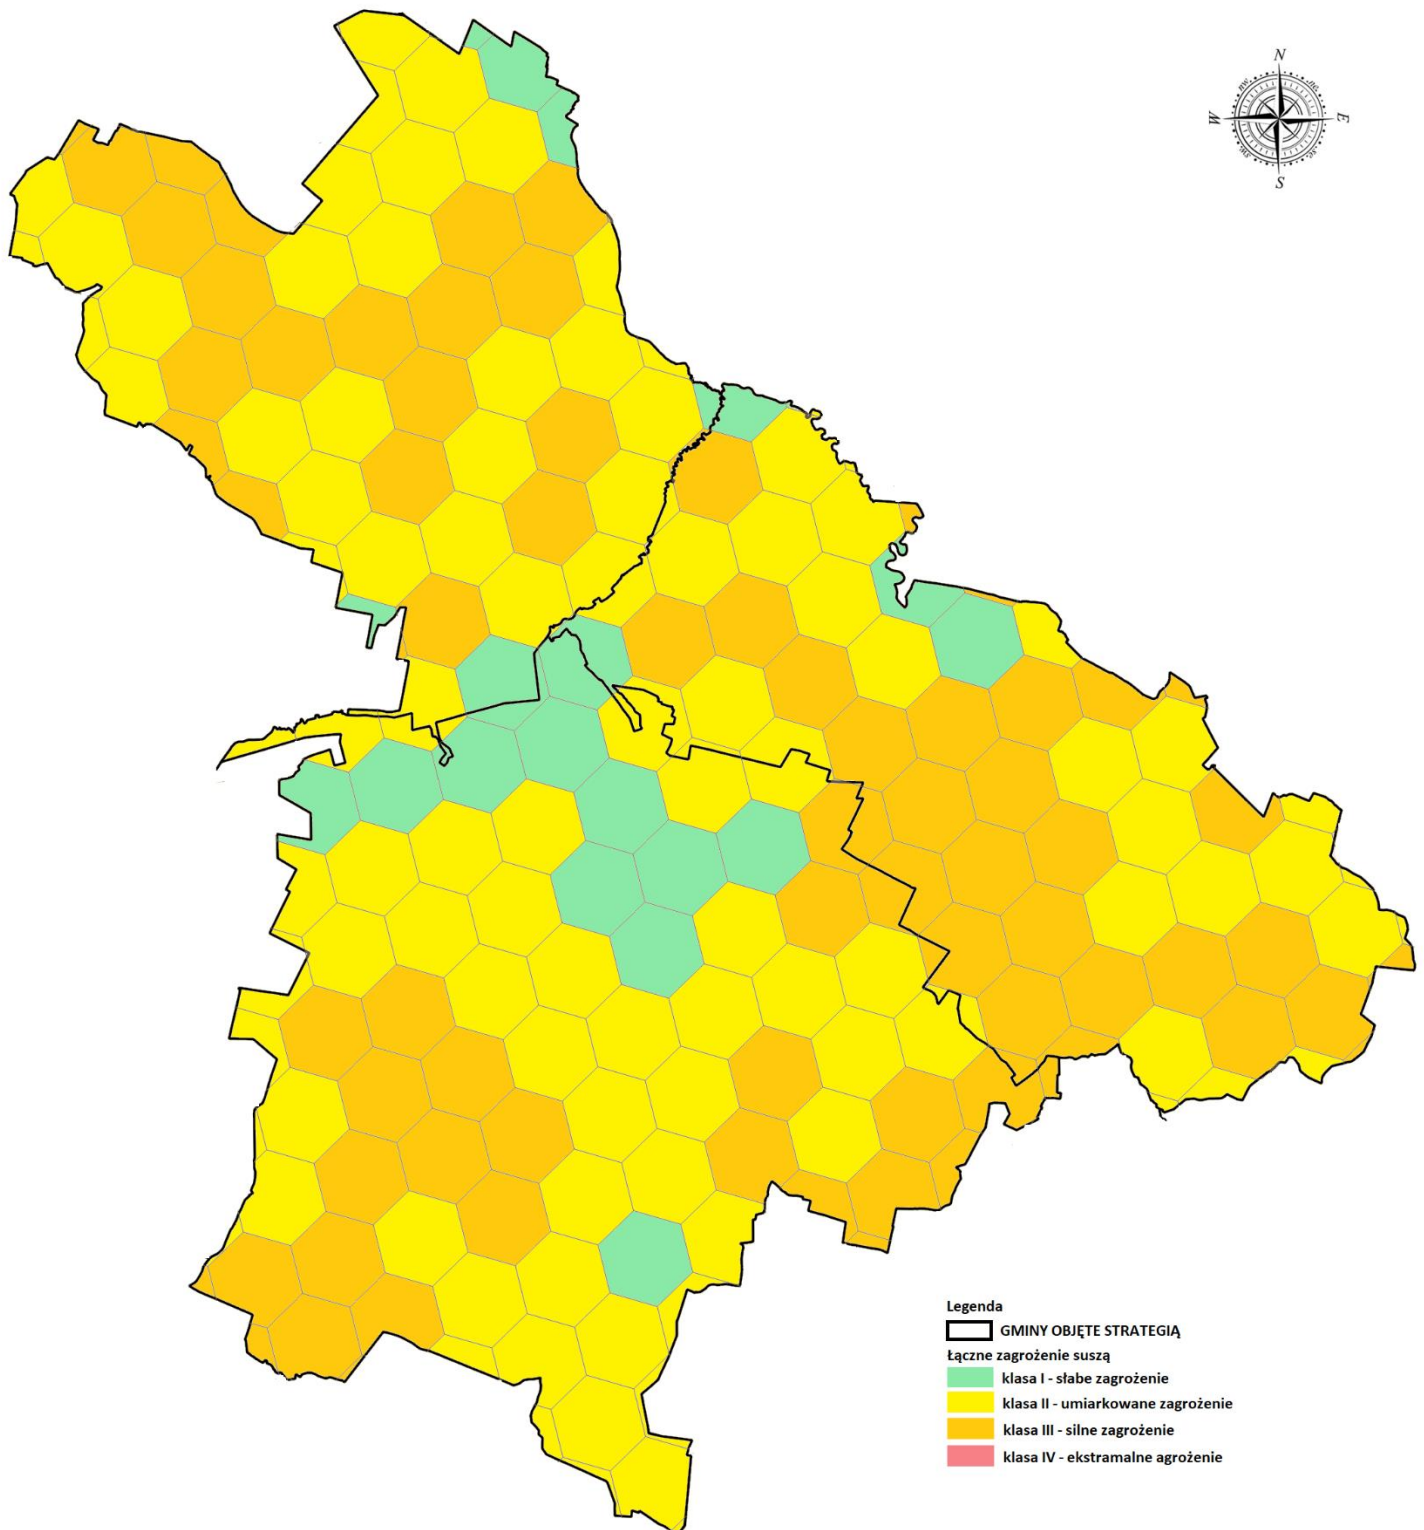 N
W E
S
Legenda
GMINY OBJĘTE STRATEGIĄ
Łączne zagrożenie suszą
klasa I - słabe zagrożenie
klasa II - umiarkowane zagrożenie
klasa III - silne zagrożenie
klasa IV - ekstramalne agrożenie